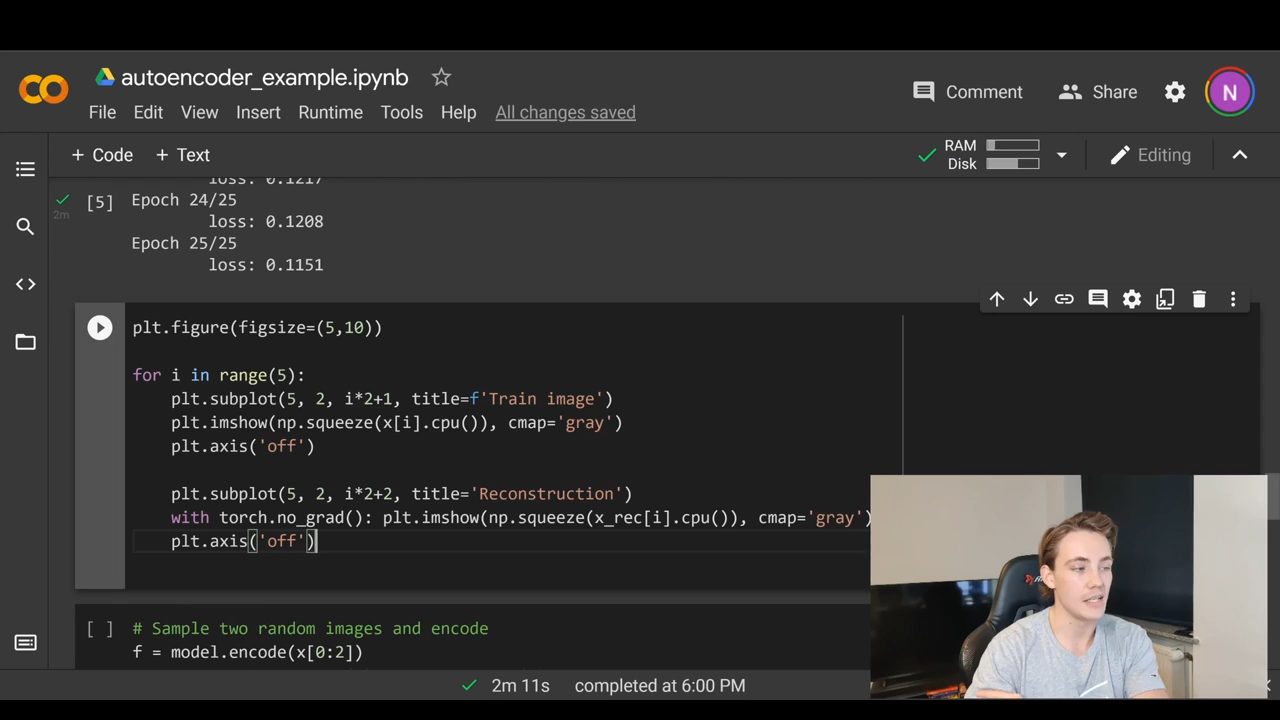 autoencoder_example.ipynb
Comment
Share
N
File Edit View Insert Runtime Tools Help All changes saved
+ Code + Text
RAM
Disk
Editing
loss: 0.1217
[5]
2m
Epoch 24/25
loss: 0.1208
Epoch 25/25
loss: 0.1151
plt.figure(figsize=(5,10))
for i in range(5):
plt.subplot(5, 2, i*2+1, title=f'Train image')
plt.imshow(np.squeeze(x[i].cpu()), cmap='gray')
plt.axis('off')
plt.subplot(5, 2, i*2+2, title='Reconstruction')
with torch.no_grad(): plt.imshow(np.squeeze(x_rec[i].cpu()), cmap='gray')
plt.axis('off')
[ ] # Sample two random images and encode
f = model.encode(x[0:2])
2m 11s completed at 6:00 PM